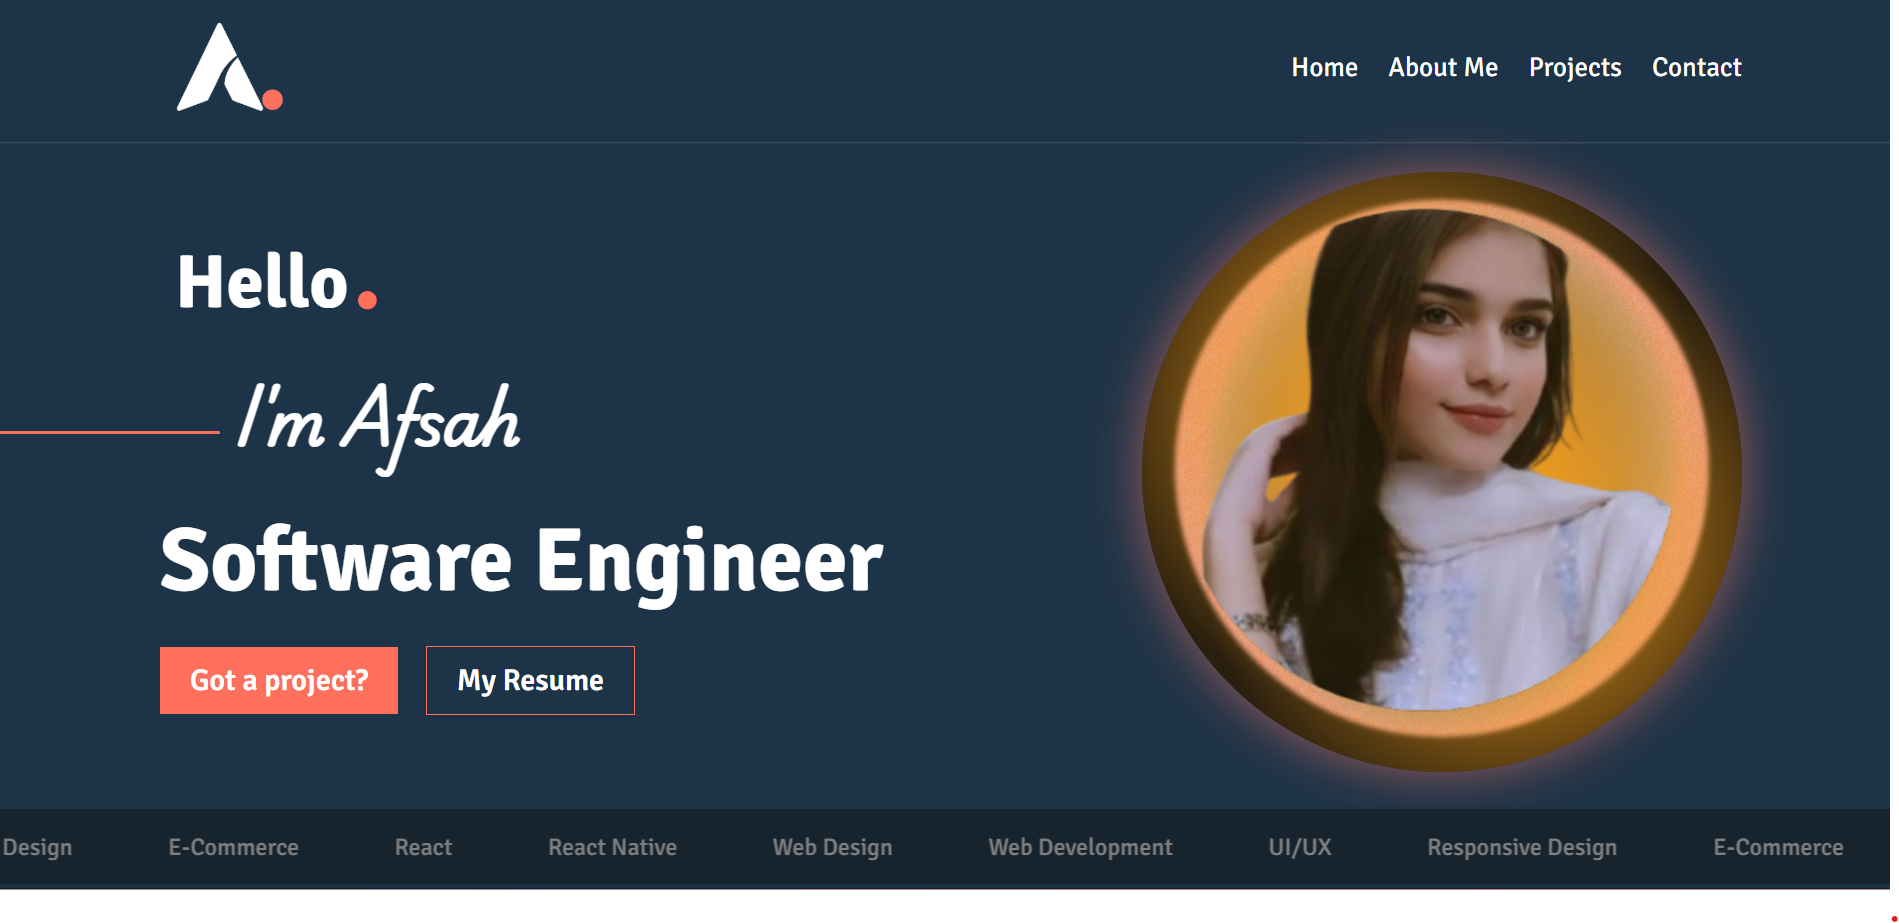 Home About Me Projects Contact
Hello.
I'm Afsah
Software Engineer
Got a project? My Resume
Design E-Commerce React React Native Web Design Web Development UI/UX Responsive Design E-Commerce